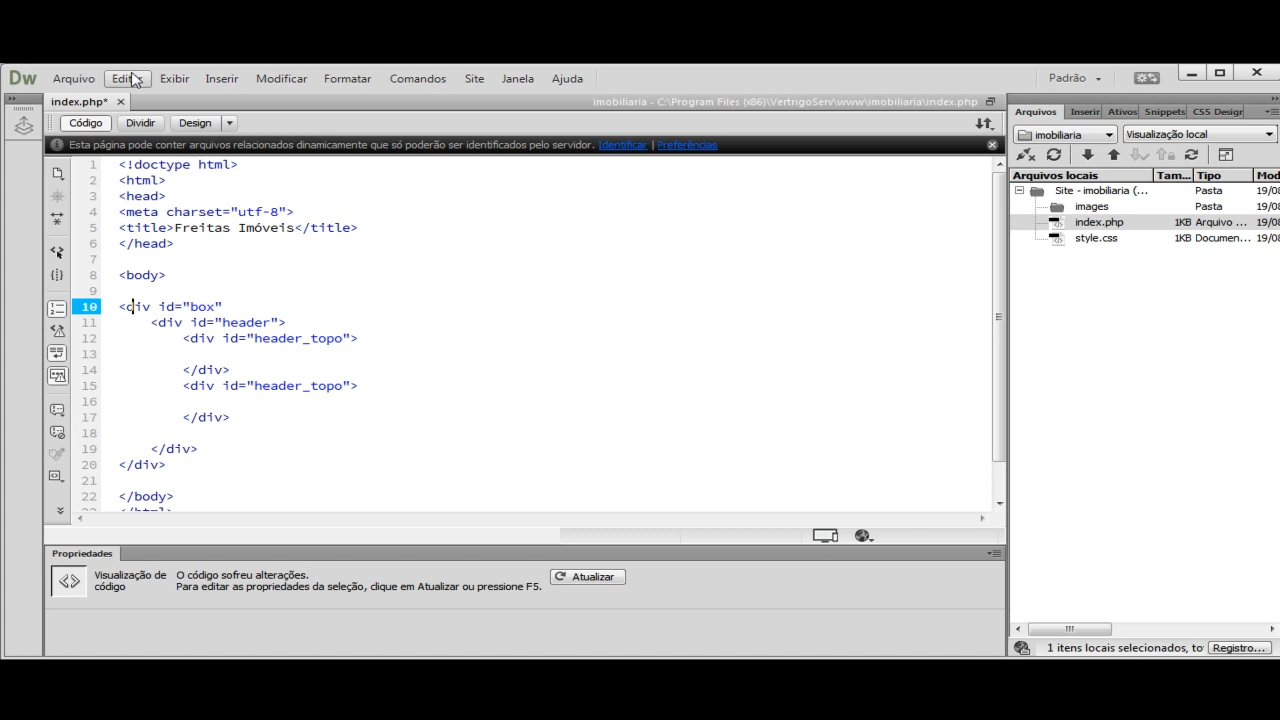 Dw Arquivo Editar Exibir Inserir Modificar Formatar Comandos Site Janela Ajuda Padrão
index.php* imobiliaria - C:\Program Files (x86)\VertrigoServ\www\imobiliaria\index.php
Código Dividir Design
Esta página pode conter arquivos relacionados dinamicamente que só poderão ser identificados pelo servidor. Identificar | Preferências
1 <!doctype html>
2 <html>
3 <head>
4 <meta charset="utf-8">
5 <title>Freitas Imóveis</title>
6 </head>
7
8 <body>
9
10 <div id="box"
11 <div id="header">
12 <div id="header_topo">
13
14 </div>
15 <div id="header_topo">
16
17 </div>
18
19 </div>
20 </div>
21
22 </body>
Propriedades
Visualização de código
O código sofreu alterações.
Para editar as propriedades da seleção, clique em Atualizar ou pressione F5.
Atualizar
Arquivos Inserir Ativos Snippets CSS Design
imobiliaria Visualização local
Arquivos locais Tam... Tipo Mod
Site - imobiliaria (... Pasta 19/08
images Pasta 19/08
index.php 1KB Arquivo ... 19/08
style.css 1KB Documen... 19/08
1 itens locais selecionados, to Registro...